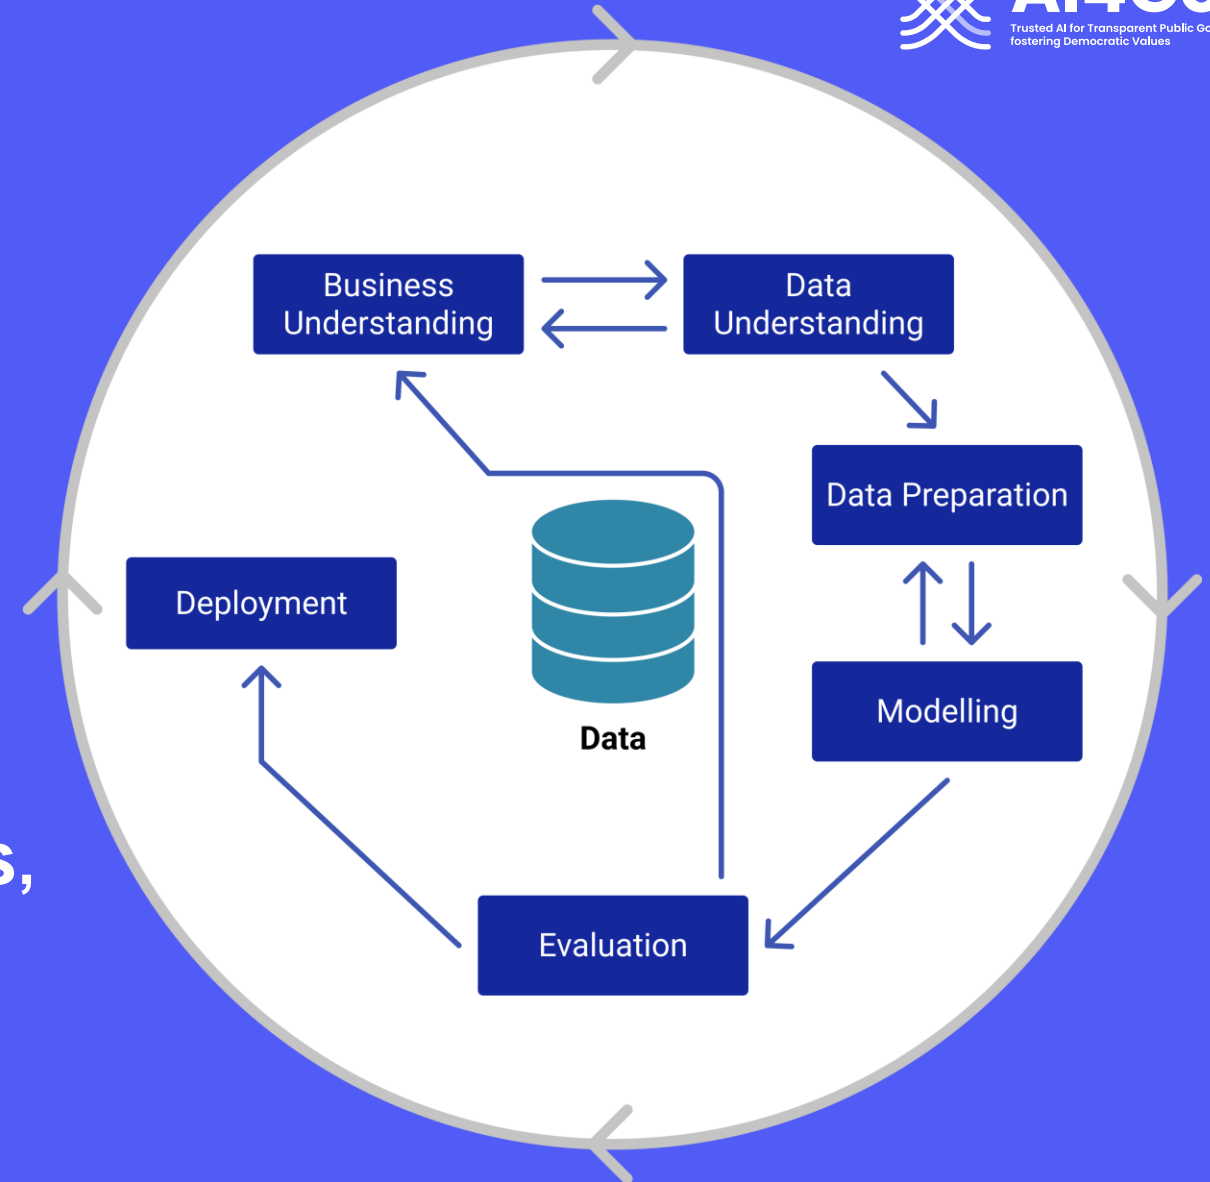 Trusted AI for Transparent Public
fostering Democratic Values
Business
Understanding
Data
Understanding
Data Preparation
Deployment
Modelling
Data
s,
Evaluation